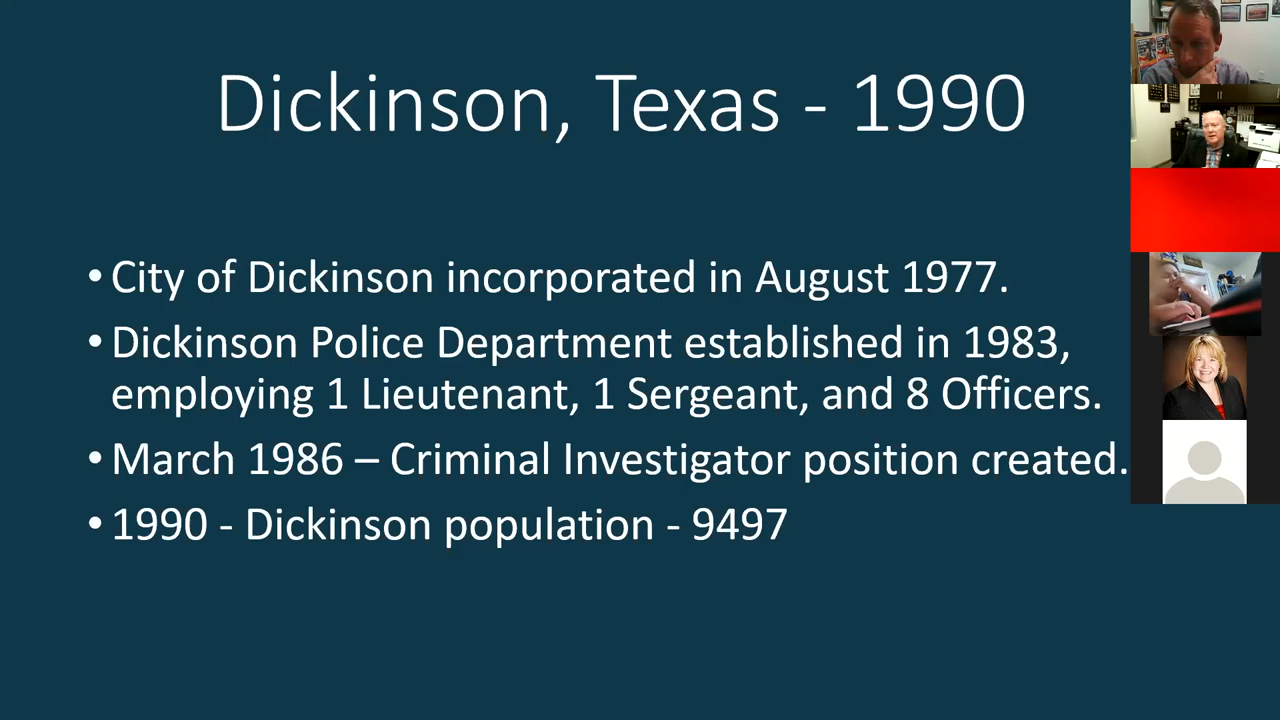 Dickinson, Texas - 1990
• City of Dickinson incorporated in August 1977.
• Dickinson Police Department established in 1983,
employing 1 Lieutenant, 1 Sergeant, and 8 Officers.
• March 1986 – Criminal Investigator position created.
• 1990 - Dickinson population - 9497